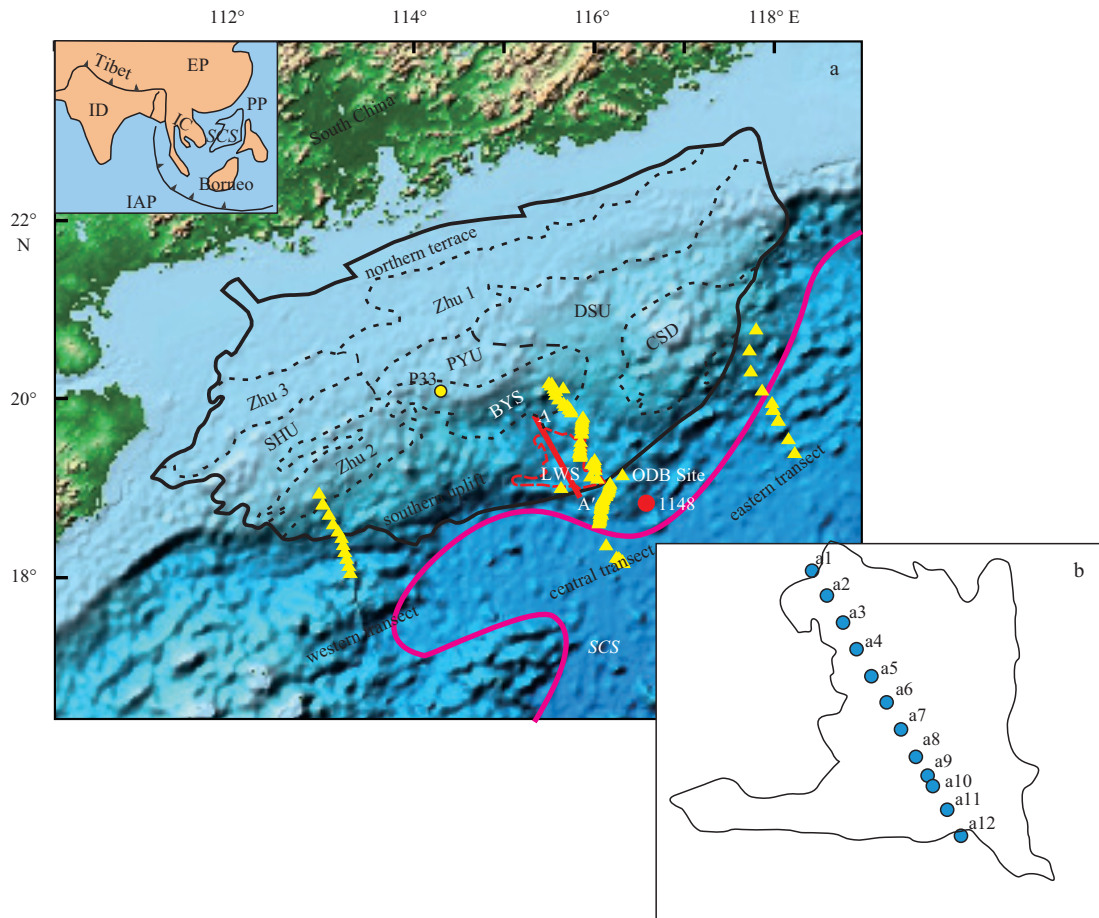 112°
114°
116°
118° E
a
Tibet
EP
ID
IC
SCS
PP
Borneo
IAP
South China
22°
N
20°
18°
northern terrace
Zhu 1
DSU
CSD
PYU
P33
BYS
Zhu 3
SHU
Zhu 2
A
LWS
ODB Site
A′
1148
southern uplift
eastern transect
central transect
western transect
SCS
b
a1
a2
a3
a4
a5
a6
a7
a8
a9
a10
a11
a12